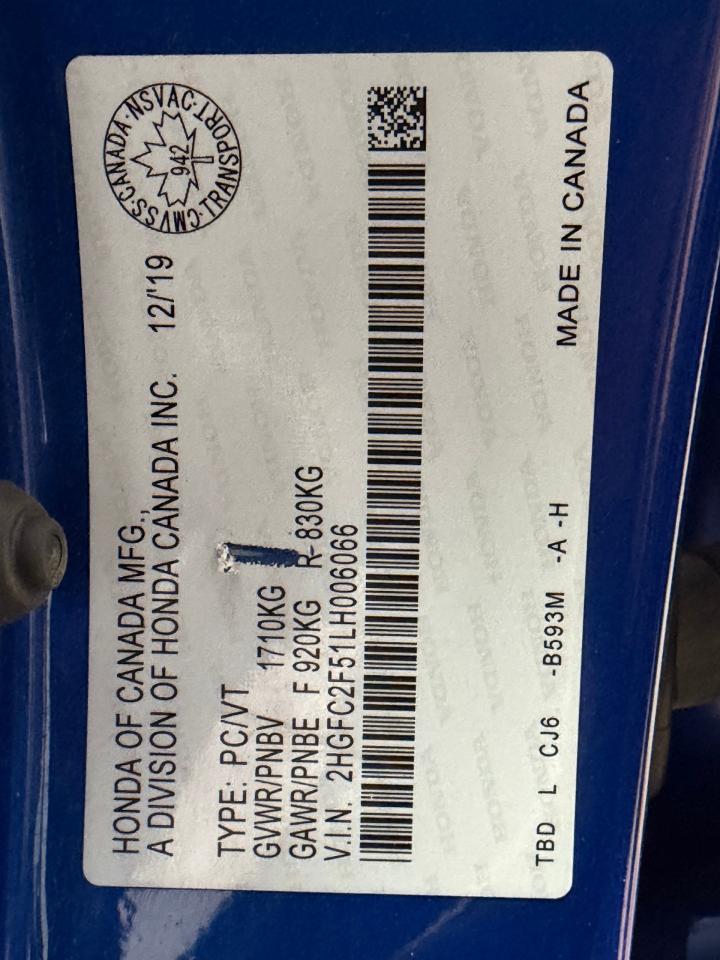 HONDA OF CANADA MFG.,
A DIVISION OF HONDA CANADA INC. 12/'19
CMVSS·CANADA·NSVAC·TRANSPORT·
942
TYPE: PC/VT
GVWR/PNBV 1710KG
GAWR/PNBE F 920KG R 830KG
V.I.N. 2HGFC2F51LH006066
TBD L CJ6 -B593M -A -H
MADE IN CANADA